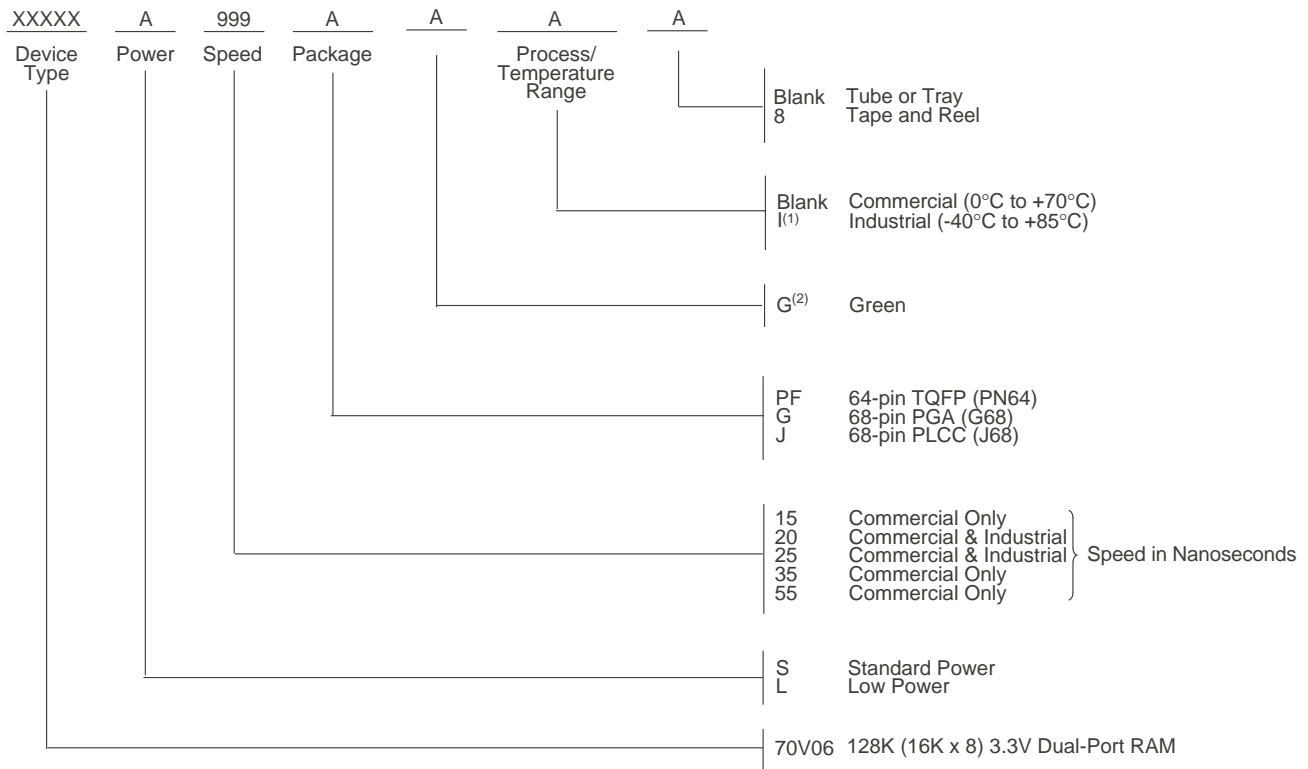 XXXXX A 999 A A A A
Device Type Power Speed Package Process/ Temperature Range
Blank Tube or Tray
8 Tape and Reel
Blank Commercial (0°C to +70°C)
I(1) Industrial (-40°C to +85°C)
G(2) Green
PF 64-pin TQFP (PN64)
G 68-pin PGA (G68)
J 68-pin PLCC (J68)
15 Commercial Only
20 Commercial & Industrial
25 Commercial & Industrial Speed in Nanoseconds
35 Commercial Only
55 Commercial Only
S Standard Power
L Low Power
70V06 128K (16K x 8) 3.3V Dual-Port RAM